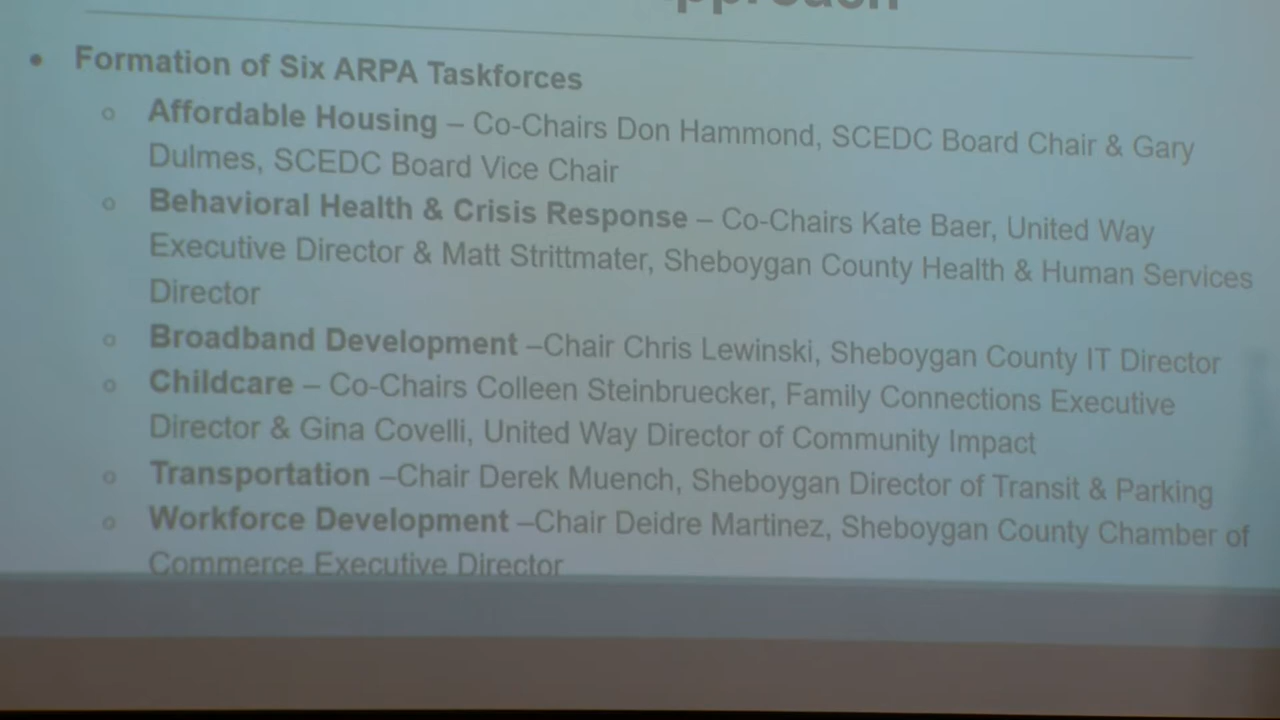 • Formation of Six ARPA Taskforces
o Affordable Housing – Co-Chairs Don Hammond, SCEDC Board Chair & Gary
Dulmes, SCEDC Board Vice Chair
o Behavioral Health & Crisis Response – Co-Chairs Kate Baer, United Way
Executive Director & Matt Strittmater, Sheboygan County Health & Human Services
Director
o Broadband Development –Chair Chris Lewinski, Sheboygan County IT Director
o Childcare – Co-Chairs Colleen Steinbruecker, Family Connections Executive
Director & Gina Covelli, United Way Director of Community Impact
o Transportation –Chair Derek Muench, Sheboygan Director of Transit & Parking
o Workforce Development –Chair Deidre Martinez, Sheboygan County Chamber of
Commerce Executive Director